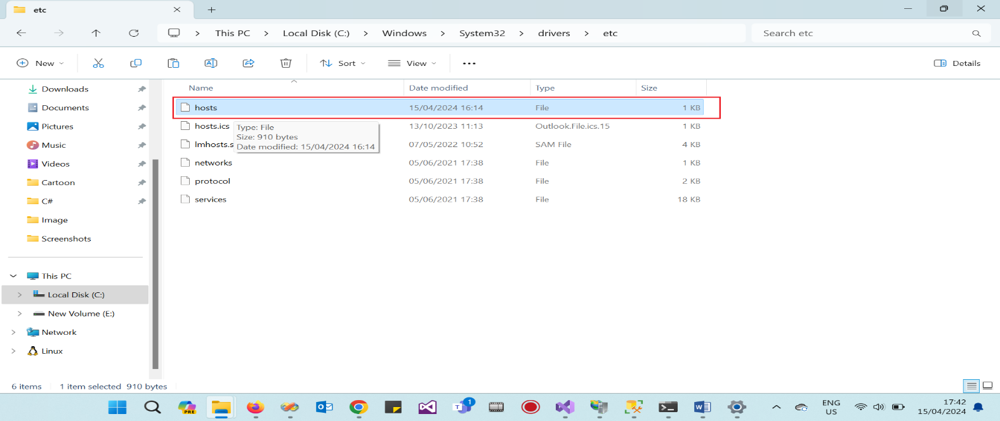 etc
This PC > Local Disk (C:) > Windows > System32 > drivers > etc
Search etc
New
Sort
View
Details
Downloads
Documents
Pictures
Music
Videos
Cartoon
C#
Image
Screenshots
This PC
Local Disk (C:)
New Volume (E:)
Network
Linux
Name Date modified Type Size
hosts 15/04/2024 16:14 File 1 KB
hosts.ics 13/10/2023 11:13 Outlook.File.ics.15 1 KB
lmhosts.s 07/05/2022 10:52 SAM File 4 KB
networks 05/06/2021 17:38 File 1 KB
protocol 05/06/2021 17:38 File 2 KB
services 05/06/2021 17:38 File 18 KB
Type: File
Size: 910 bytes
Date modified: 15/04/2024 16:14
6 items 1 item selected 910 bytes
PRE
1
ENG
US
17:42
15/04/2024